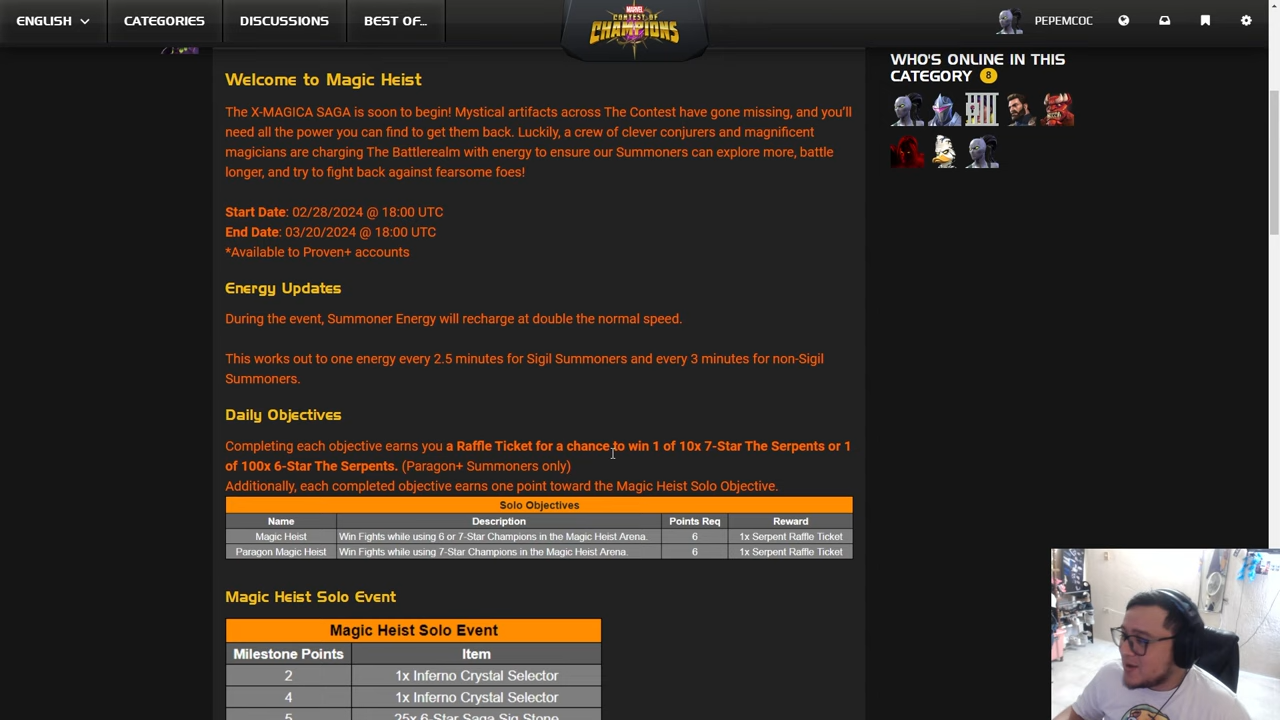 ENGLISH CATEGORIES DISCUSSIONS BEST OF... MARVEL CONTEST OF CHAMPIONS PEPEMCOC
WHO'S ONLINE IN THIS
CATEGORY 8
Welcome to Magic Heist
The X-MAGICA SAGA is soon to begin! Mystical artifacts across The Contest have gone missing, and you'll
need all the power you can find to get them back. Luckily, a crew of clever conjurers and magnificent
magicians are charging The Battlerealm with energy to ensure our Summoners can explore more, battle
longer, and try to fight back against fearsome foes!
Start Date: 02/28/2024 @ 18:00 UTC
End Date: 03/20/2024 @ 18:00 UTC
*Available to Proven+ accounts
Energy Updates
During the event, Summoner Energy will recharge at double the normal speed.
This works out to one energy every 2.5 minutes for Sigil Summoners and every 3 minutes for non-Sigil
Summoners.
Daily Objectives
Completing each objective earns you a Raffle Ticket for a chance to win 1 of 10x 7-Star The Serpents or 1
of 100x 6-Star The Serpents. (Paragon+ Summoners only)
Additionally, each completed objective earns one point toward the Magic Heist Solo Objective.
Solo Objectives
Name Description Points Req Reward
Magic Heist Win Fights while using 6 or 7-Star Champions in the Magic Heist Arena. 6 1x Serpent Raffle Ticket
Paragon Magic Heist Win Fights while using 7-Star Champions in the Magic Heist Arena. 6 1x Serpent Raffle Ticket
Magic Heist Solo Event
Magic Heist Solo Event
Milestone Points Item
2 1x Inferno Crystal Selector
4 1x Inferno Crystal Selector
5 25x 6-Star Saga Sig Stone